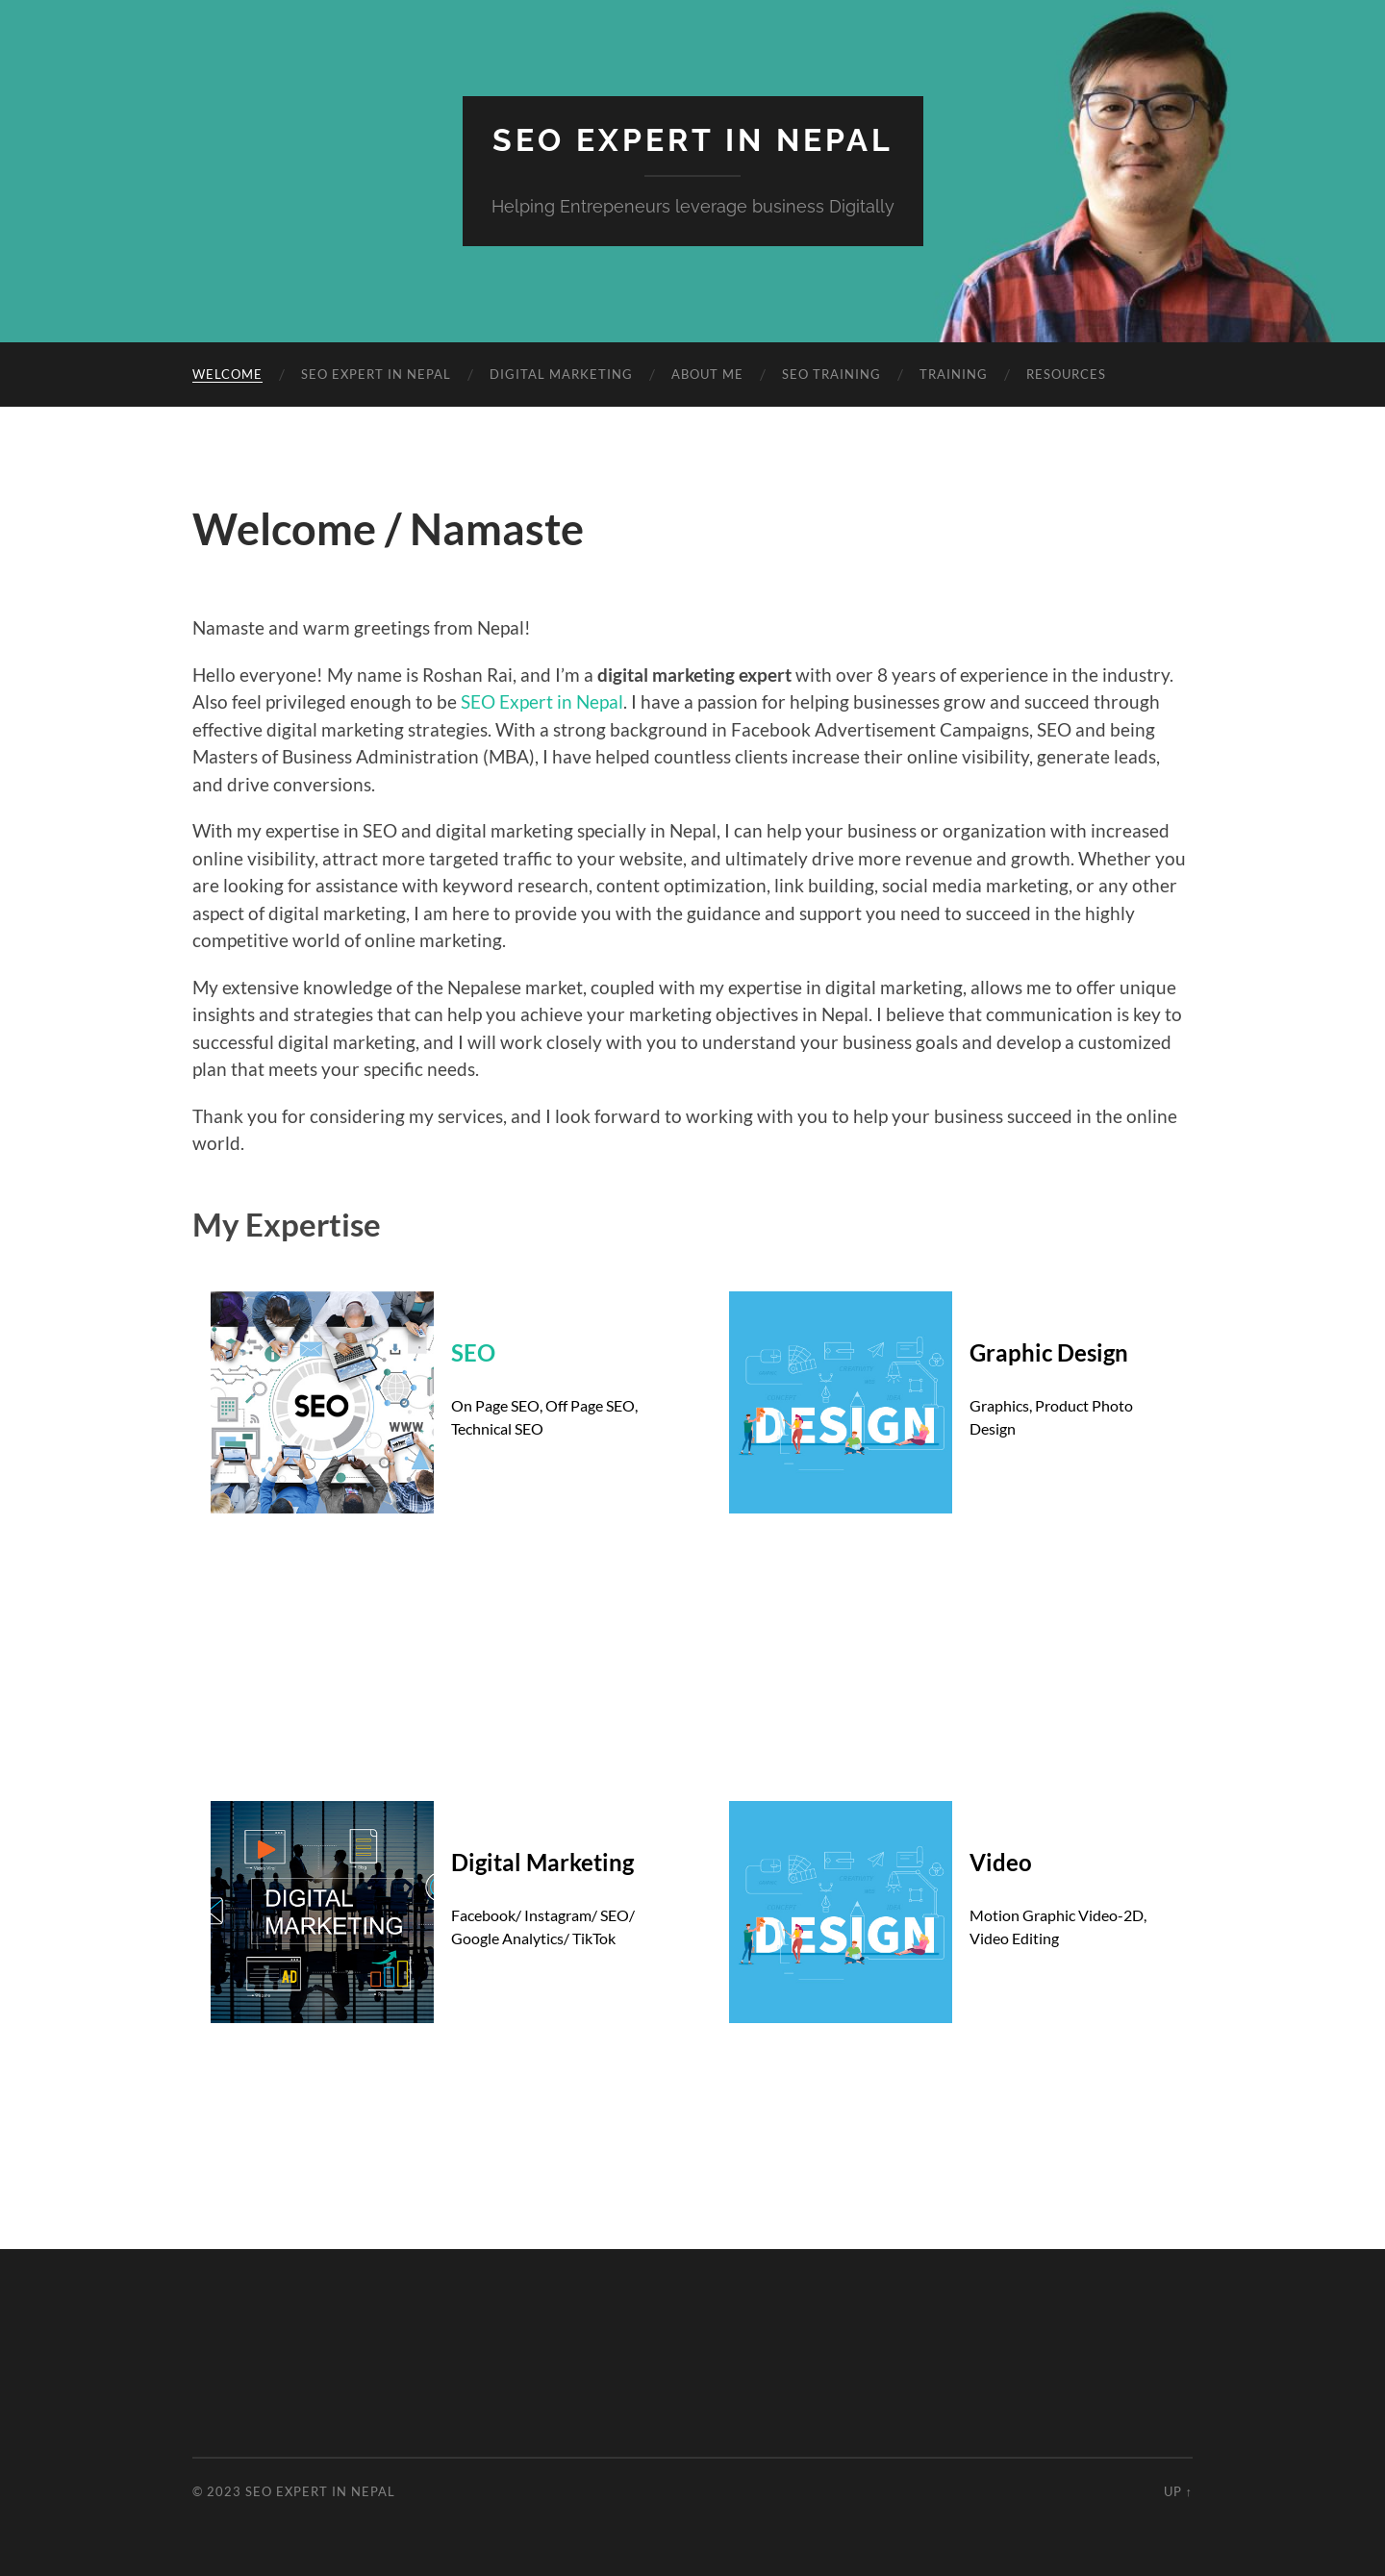 SEO EXPERT IN NEPAL
Helping Entrepeneurs leverage business Digitally
WELCOME / SEO EXPERT IN NEPAL / DIGITAL MARKETING / ABOUT ME / SEO TRAINING / TRAINING / RESOURCES
Welcome / Namaste
Namaste and warm greetings from Nepal!
Hello everyone! My name is Roshan Rai, and I’m a digital marketing expert with over 8 years of experience in the industry.
Also feel privileged enough to be SEO Expert in Nepal. I have a passion for helping businesses grow and succeed through
effective digital marketing strategies. With a strong background in Facebook Advertisement Campaigns, SEO and being
Masters of Business Administration (MBA), I have helped countless clients increase their online visibility, generate leads,
and drive conversions.
With my expertise in SEO and digital marketing specially in Nepal, I can help your business or organization with increased
online visibility, attract more targeted traffic to your website, and ultimately drive more revenue and growth. Whether you
are looking for assistance with keyword research, content optimization, link building, social media marketing, or any other
aspect of digital marketing, I am here to provide you with the guidance and support you need to succeed in the highly
competitive world of online marketing.
My extensive knowledge of the Nepalese market, coupled with my expertise in digital marketing, allows me to offer unique
insights and strategies that can help you achieve your marketing objectives in Nepal. I believe that communication is key to
successful digital marketing, and I will work closely with you to understand your business goals and develop a customized
plan that meets your specific needs.
Thank you for considering my services, and I look forward to working with you to help your business succeed in the online
world.
My Expertise
SEO
WWW
SEO
On Page SEO, Off Page SEO,
Technical SEO
DESIGN
Graphic Design
Graphics, Product Photo
Design
DIGITAL
MARKETING
AD
Digital Marketing
Facebook/ Instagram/ SEO/
Google Analytics/ TikTok
DESIGN
Video
Motion Graphic Video-2D,
Video Editing
© 2023 SEO EXPERT IN NEPAL
UP ↑